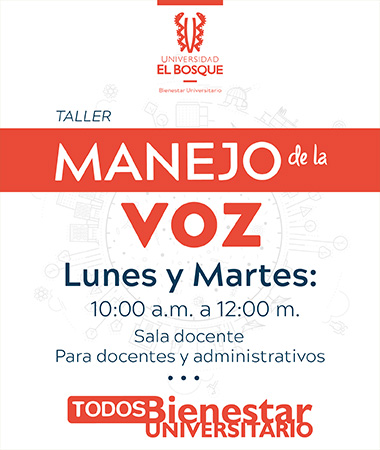 UNIVERSIDAD
EL BOSQUE
Bienestar Universitario
TALLER
MANEJO de la
VOZ
Lunes y Martes:
10:00 a.m. a 12:00 m.
Sala docente
Para docentes y administrativos
• • •
TODOS Bienestar
UNIVERSITARIO